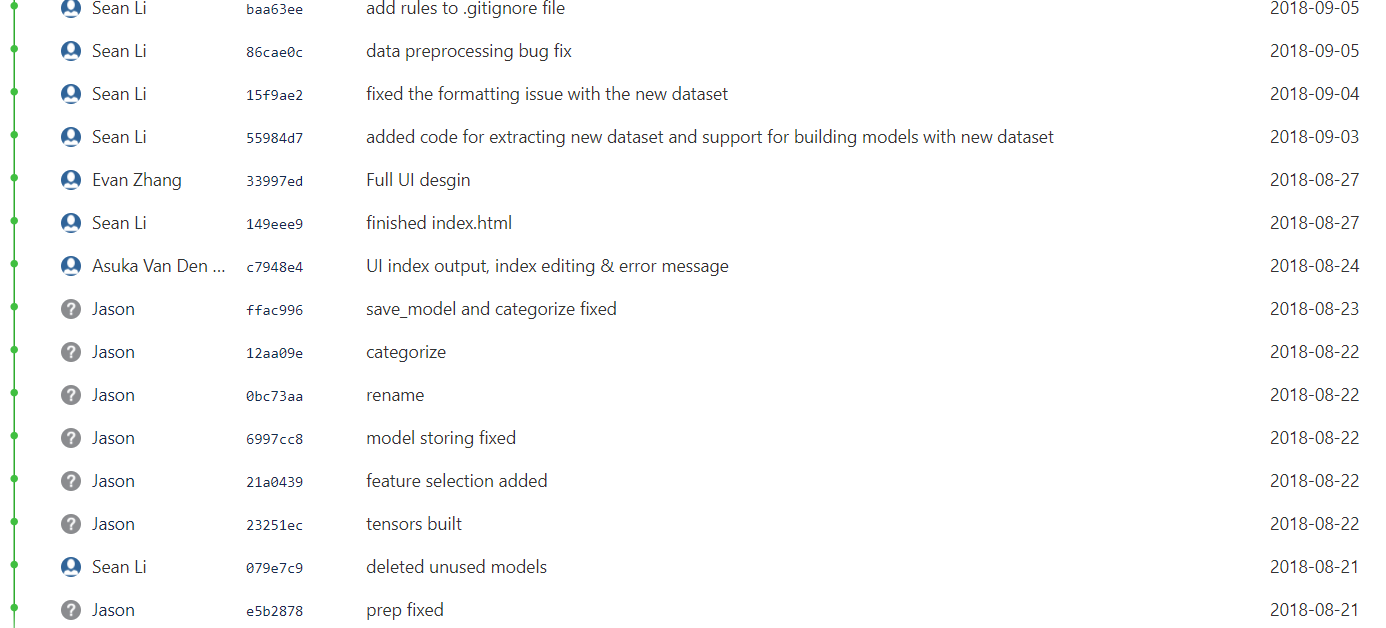 Sean Li baa63ee add rules to .gitignore file 2018-09-05
Sean Li 86cae0c data preprocessing bug fix 2018-09-05
Sean Li 15f9ae2 fixed the formatting issue with the new dataset 2018-09-04
Sean Li 55984d7 added code for extracting new dataset and support for building models with new dataset 2018-09-03
Evan Zhang 33997ed Full UI desgin 2018-08-27
Sean Li 149eee9 finished index.html 2018-08-27
Asuka Van Den ... c7948e4 UI index output, index editing & error message 2018-08-24
? Jason ffac996 save_model and categorize fixed 2018-08-23
? Jason 12aa09e categorize 2018-08-22
? Jason 0bc73aa rename 2018-08-22
? Jason 6997cc8 model storing fixed 2018-08-22
? Jason 21a0439 feature selection added 2018-08-22
? Jason 23251ec tensors built 2018-08-22
Sean Li 079e7c9 deleted unused models 2018-08-21
? Jason e5b2878 prep fixed 2018-08-21